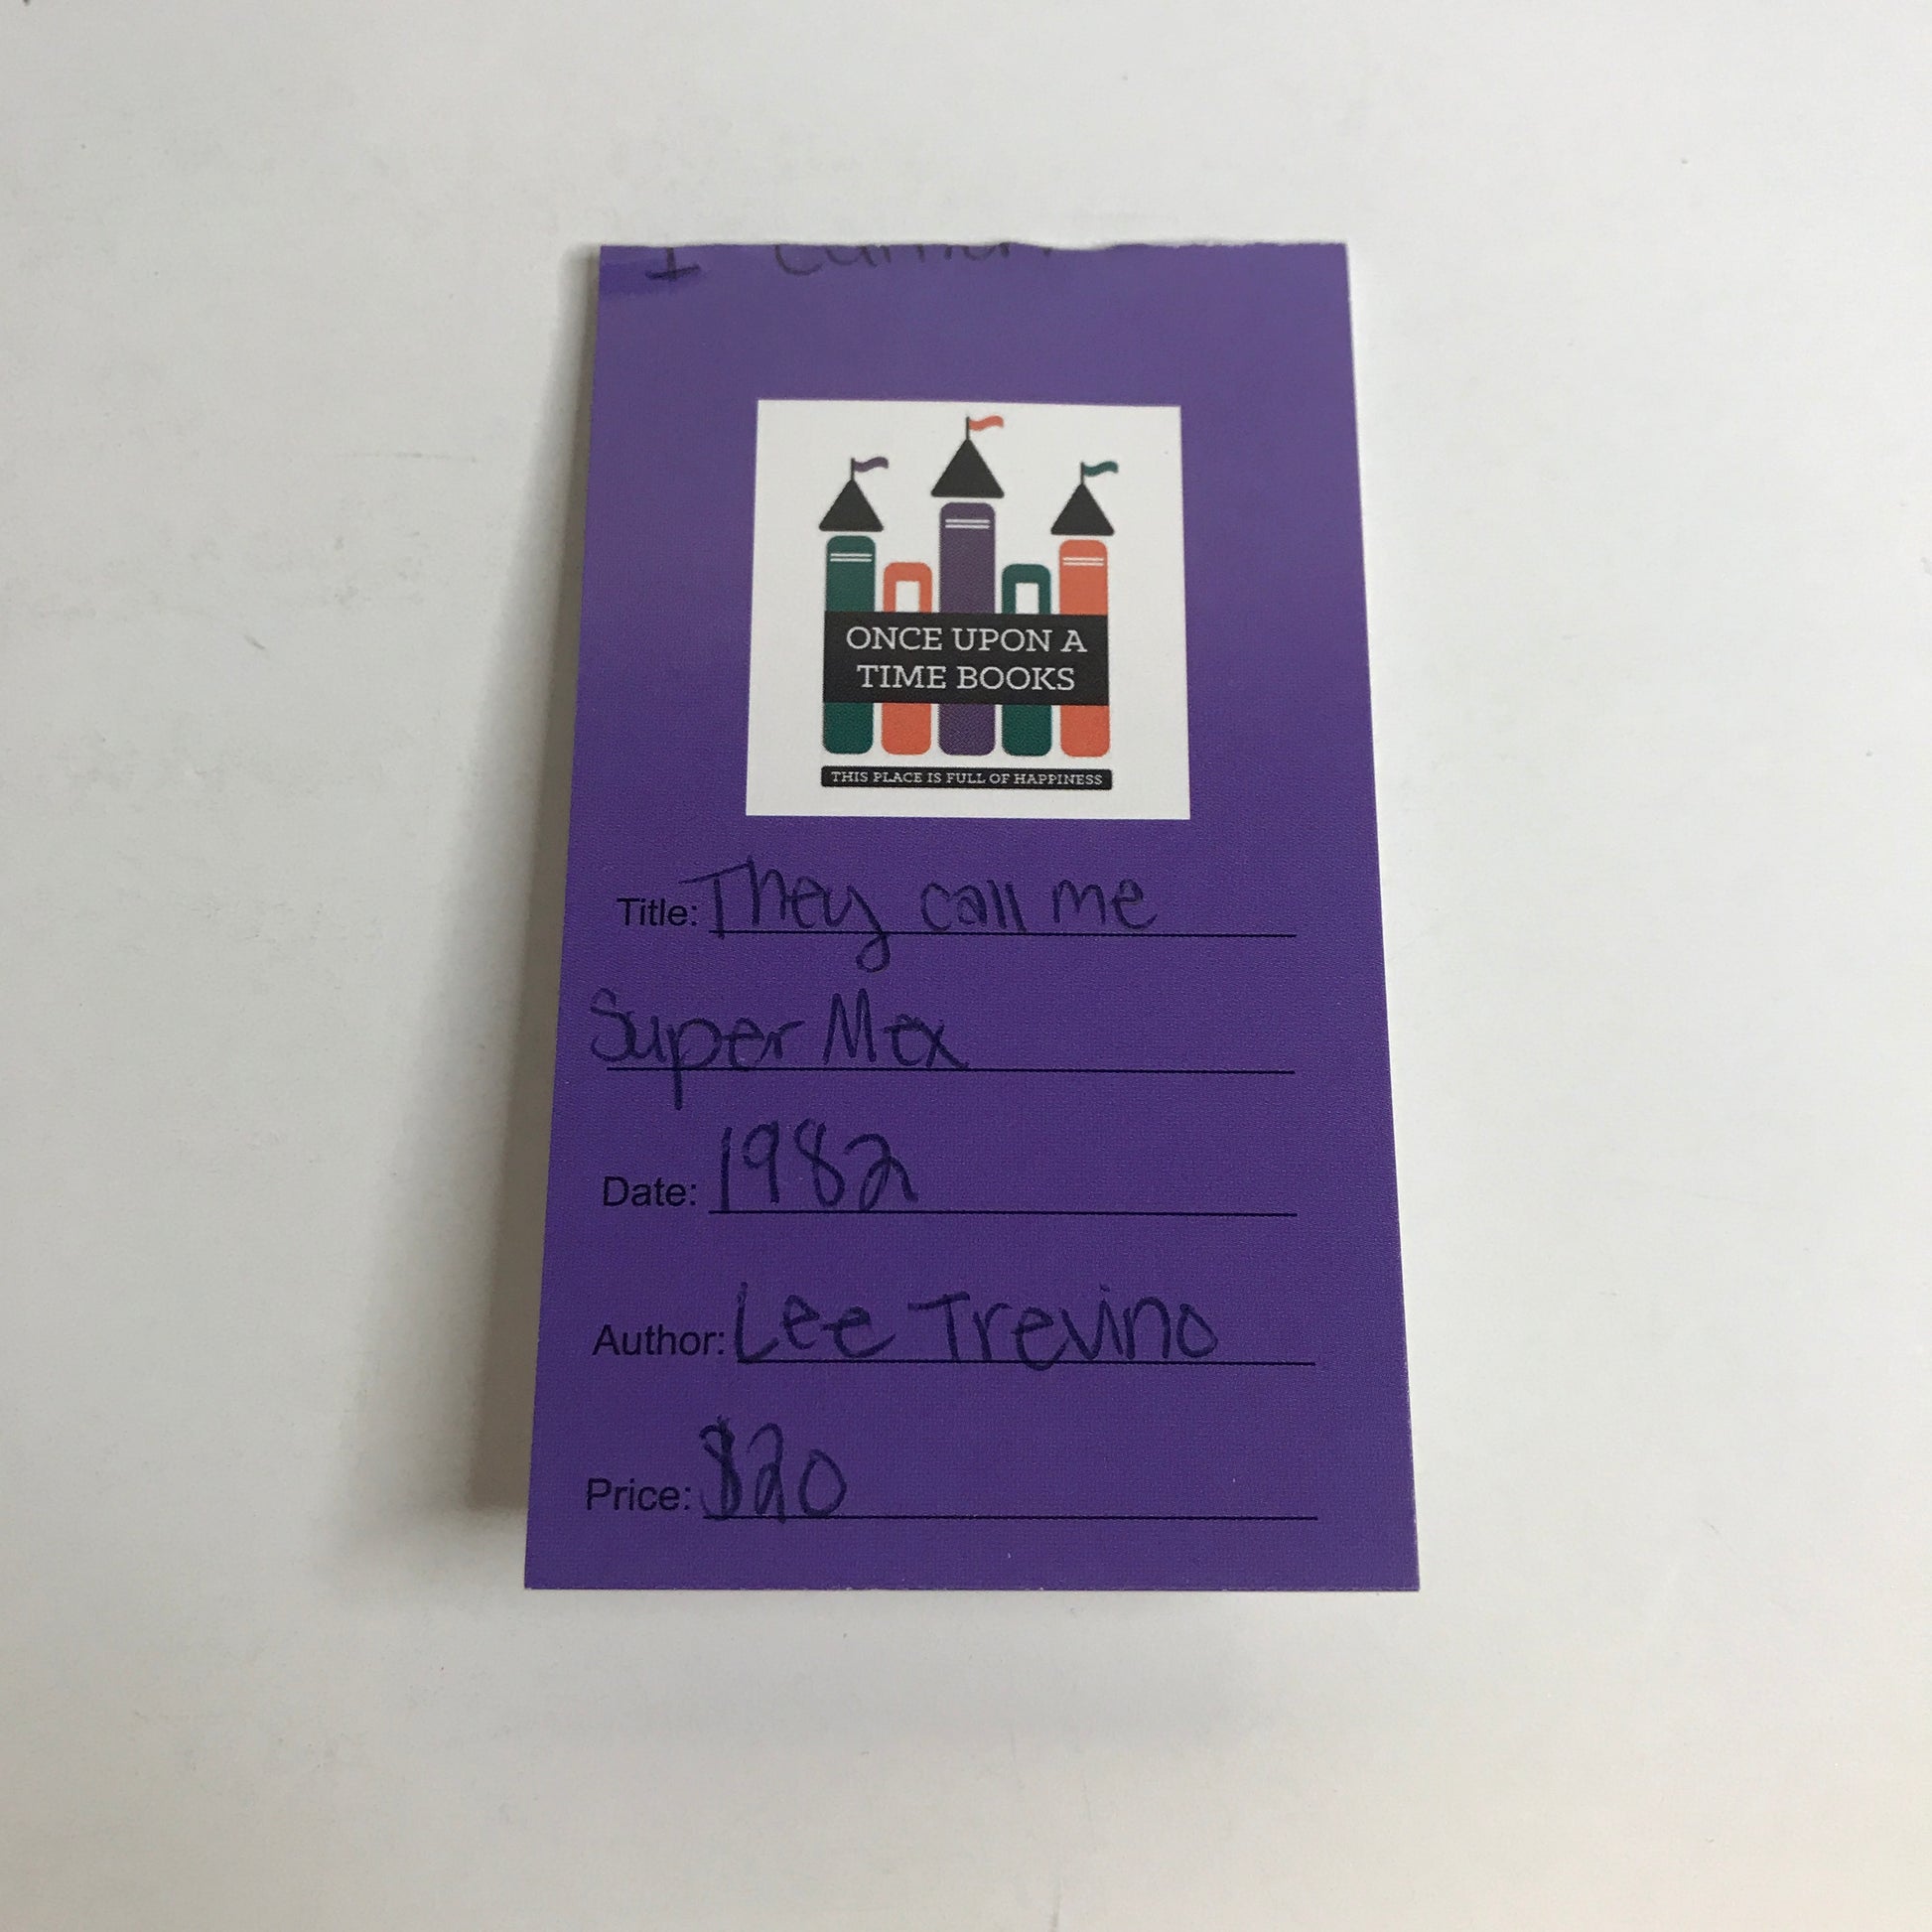 ONCE UPON A
TIME BOOKS
THIS PLACE IS FULL OF HAPPINESS
Title: They call me
Super Mex
Date: 1982
Author: Lee Trevino
Price: $20